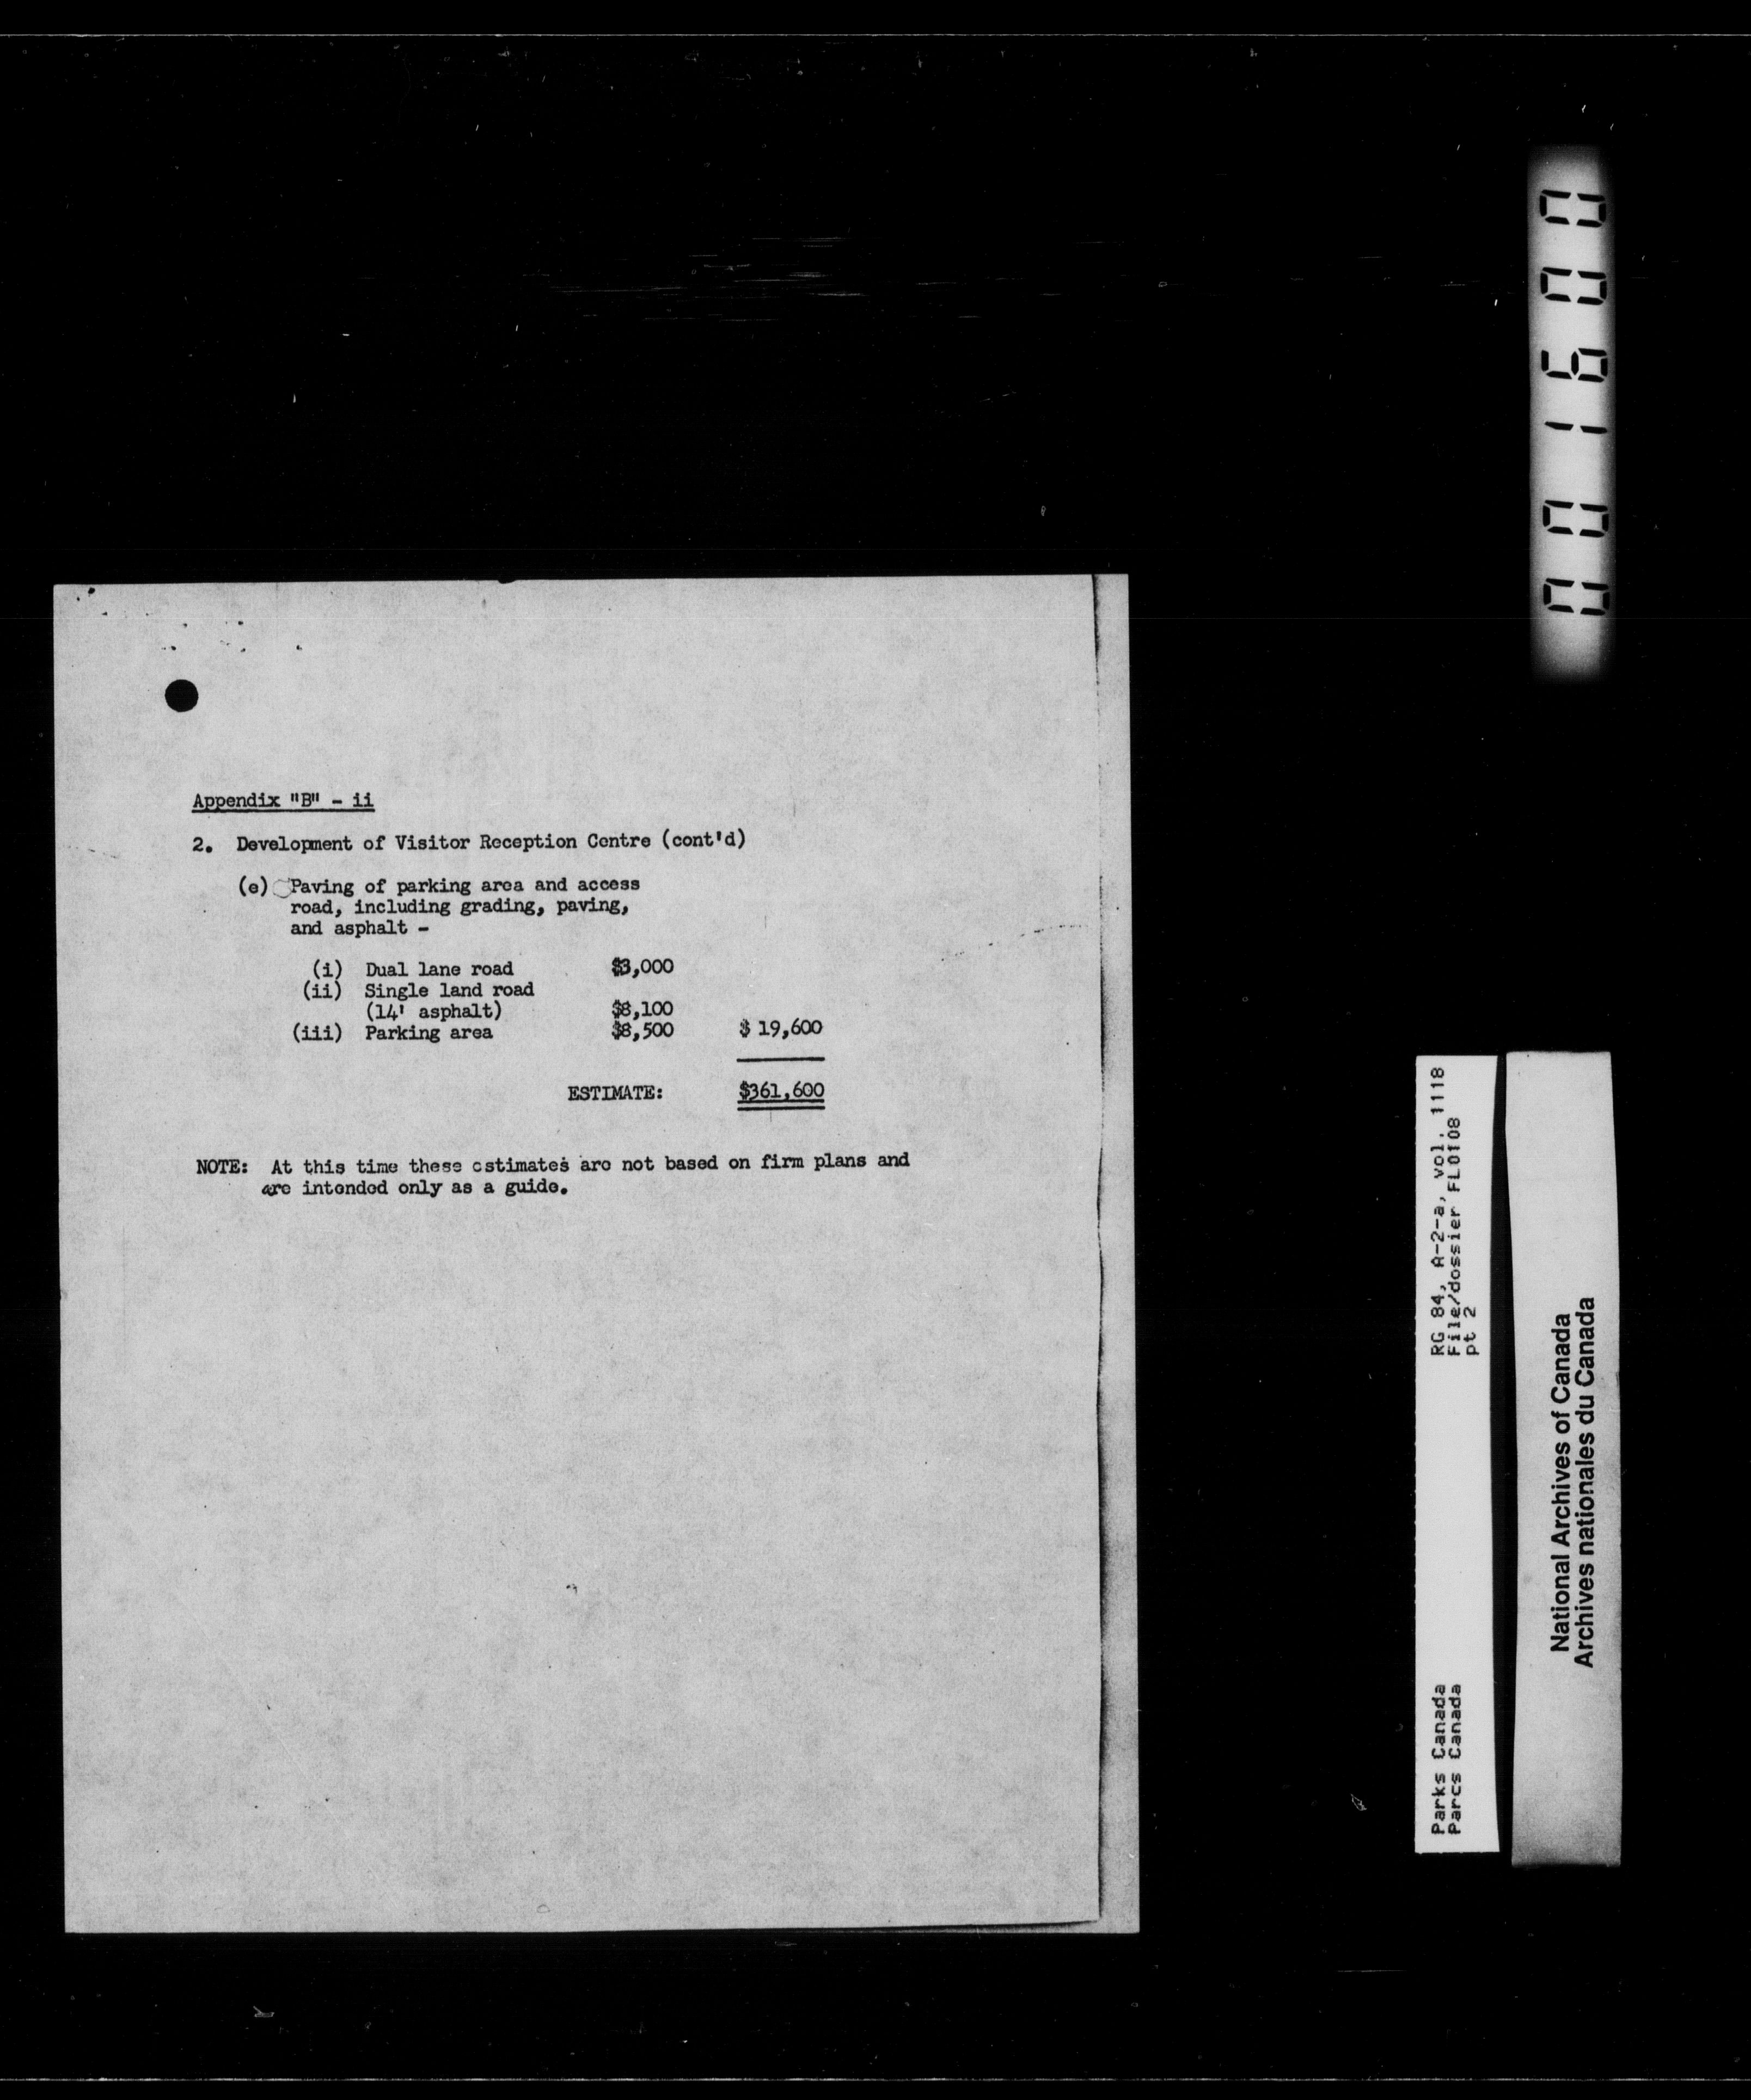 Appendix "B" - ii
2. Development of Visitor Reception Centre (cont'd)
(e) Paving of parking area and access
road, including grading, paving,
and asphalt -
(i) Dual lane road $3,000
(ii) Single land road
(14' asphalt) $8,100
(iii) Parking area $8,500 $ 19,600
ESTIMATE: $361,600
NOTE: At this time these estimates are not based on firm plans and
are intended only as a guide.
001600
RG 84, A-2-a, vol. 1118
File/dossier FL0108
pt 2
Parks Canada
Parcs Canada
National Archives of Canada
Archives nationales du Canada